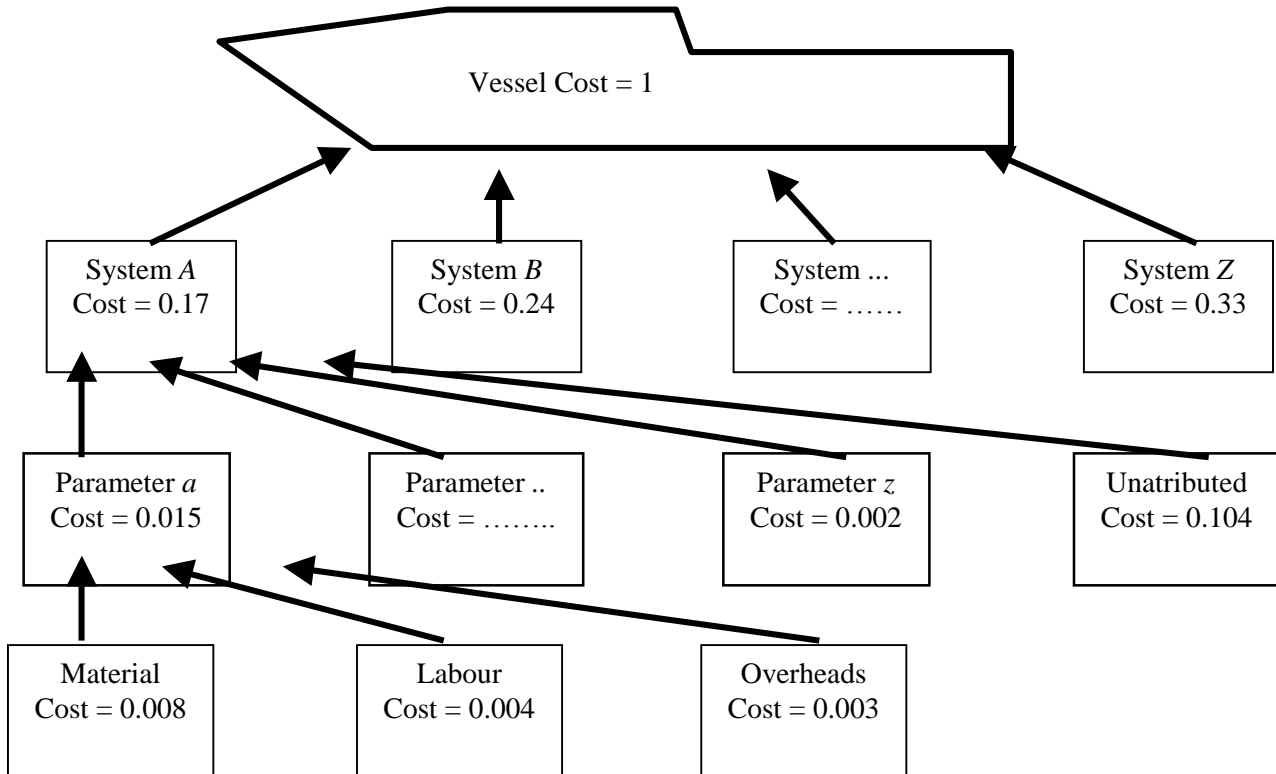 Vessel Cost = 1
System A
Cost = 0.17
System B
Cost = 0.24
System ...
Cost = ……
System Z
Cost = 0.33
Parameter a
Cost = 0.015
Parameter ..
Cost = ……..
Parameter z
Cost = 0.002
Unatributed
Cost = 0.104
Material
Cost = 0.008
Labour
Cost = 0.004
Overheads
Cost = 0.003